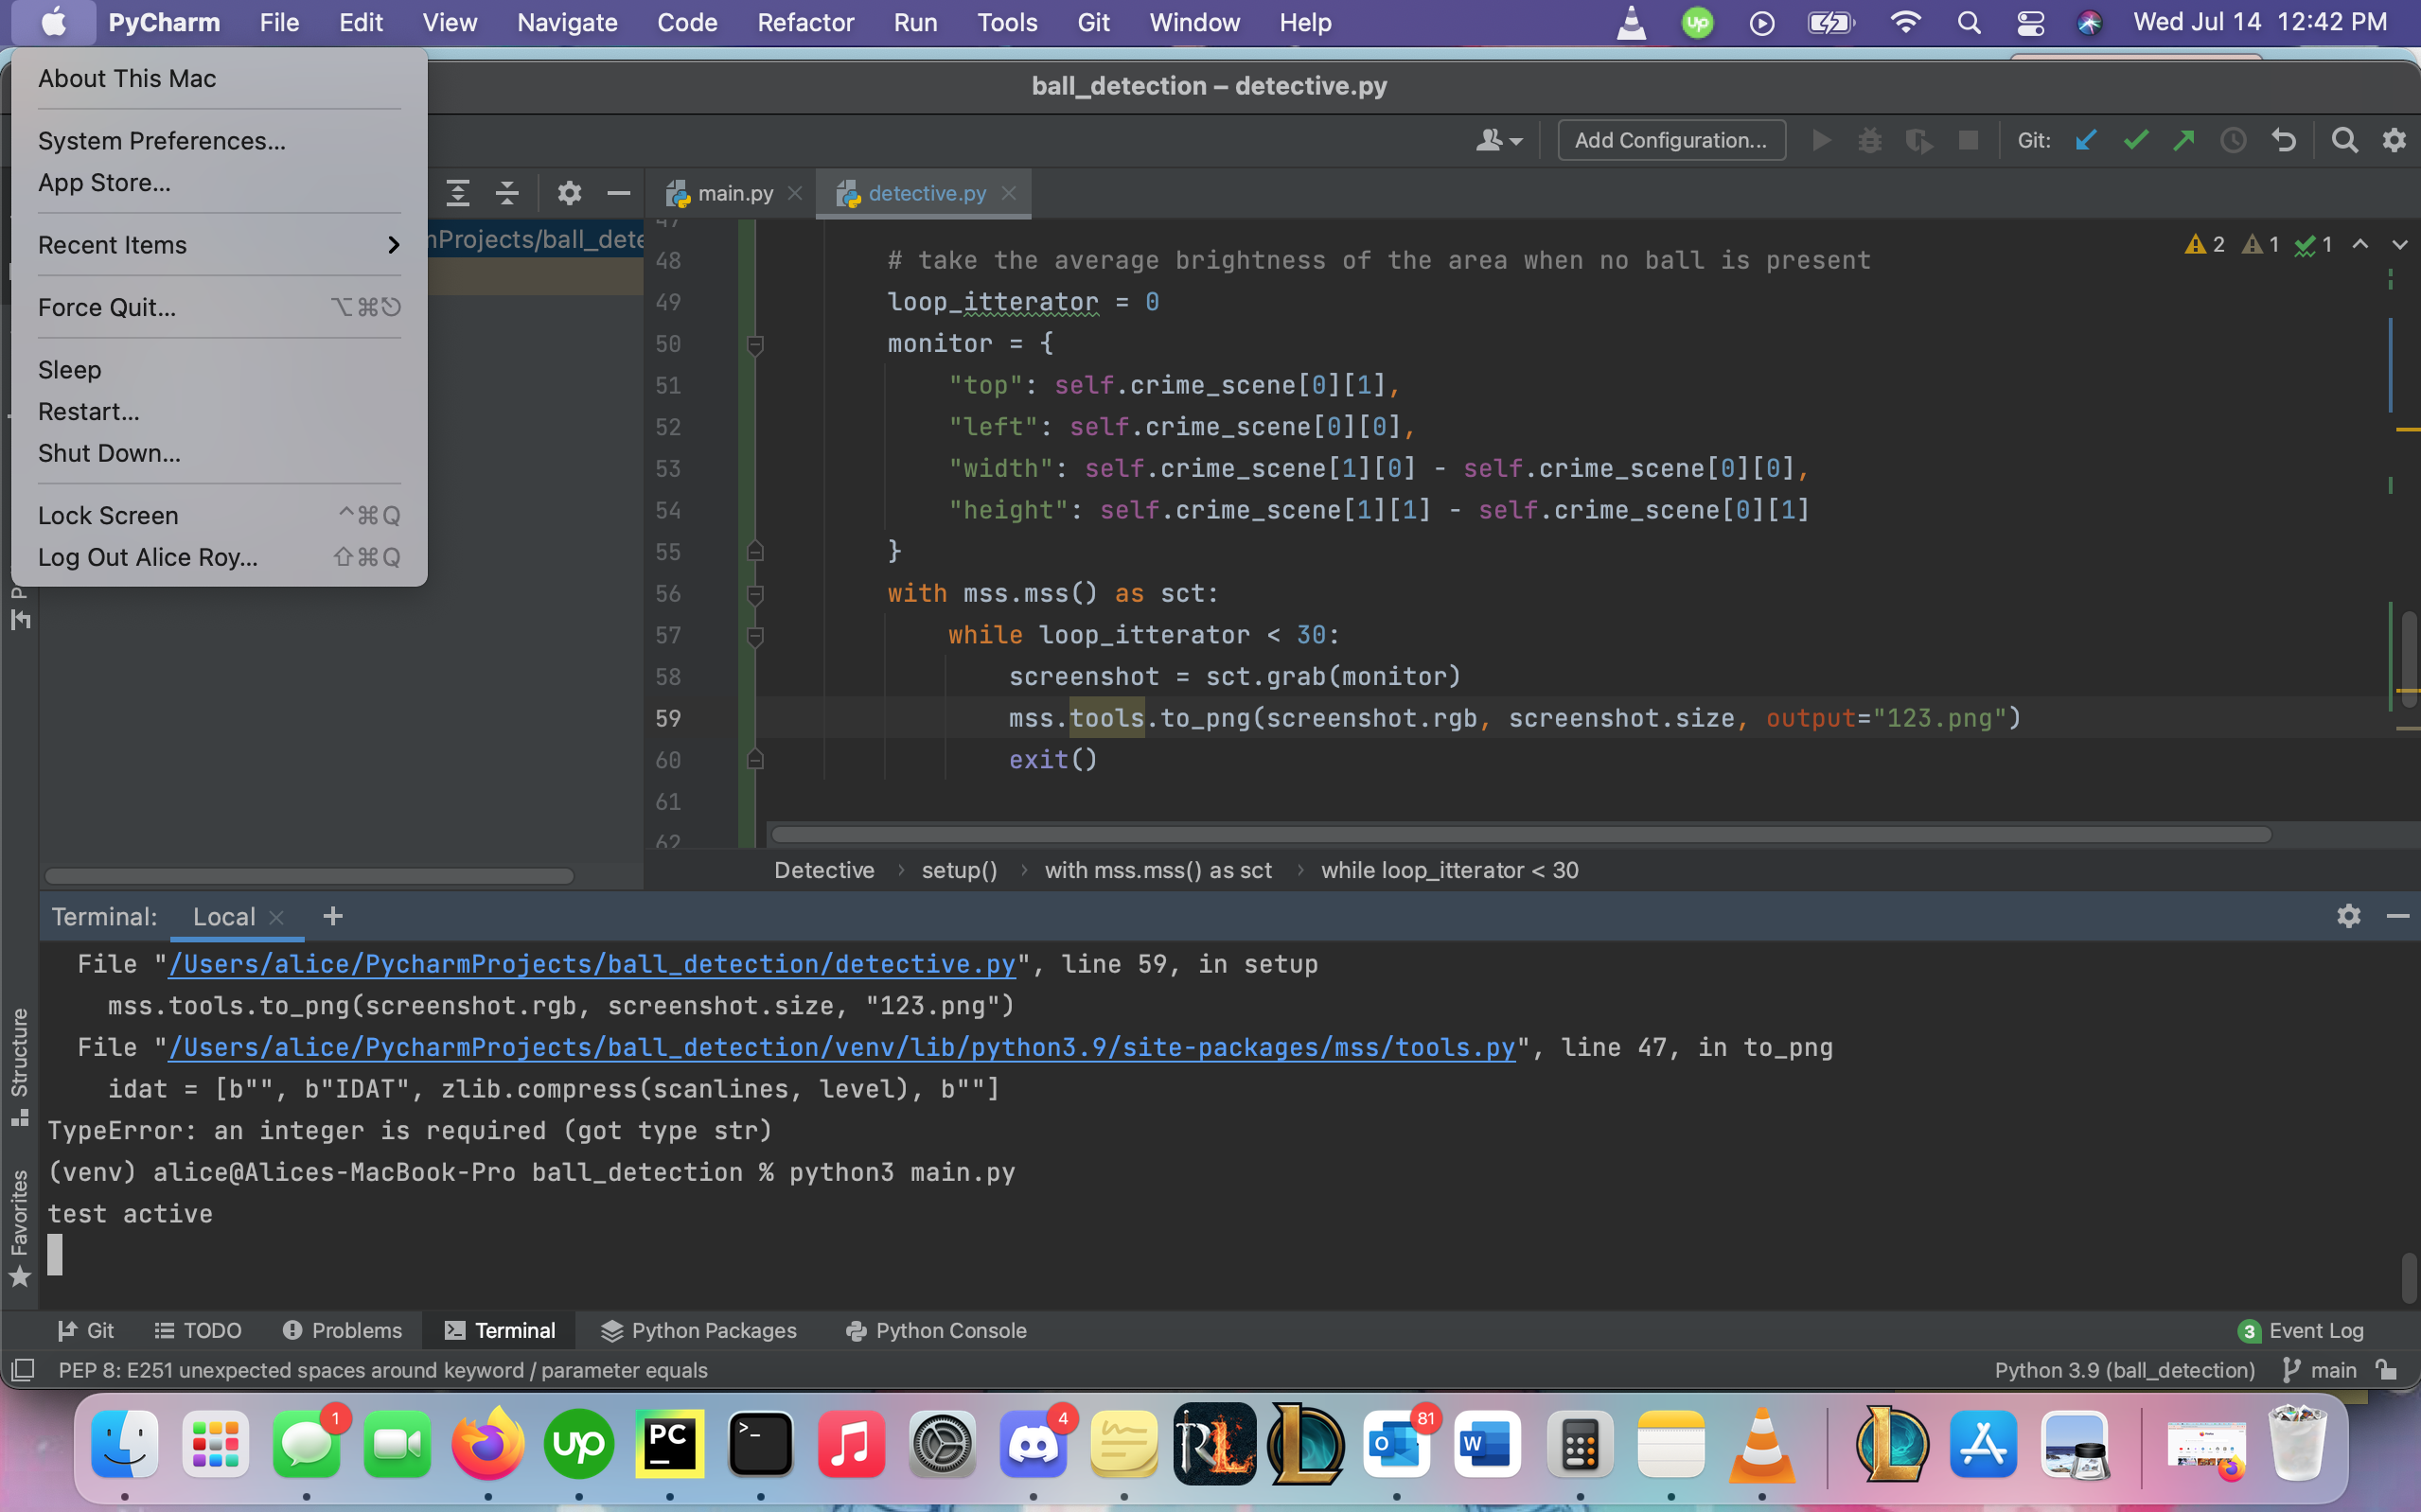 PyCharm File Edit View Navigate Code Refactor Run Tools Git Window Help
up
Wed Jul 14 12:42 PM
About This Mac
System Preferences...
App Store...
Recent Items
Force Quit... ⌥⌘⎋
Sleep
Restart...
Shut Down...
Lock Screen ^⌘Q
Log Out Alice Roy... ⇧⌘Q
ball_detection – detective.py
Add Configuration...
Git:
main.py
detective.py
mProjects/ball_dete
2 1 1
47
48 # take the average brightness of the area when no ball is present
49 loop_itterator = 0
50 monitor = {
51 "top": self.crime_scene[0][1],
52 "left": self.crime_scene[0][0],
53 "width": self.crime_scene[1][0] - self.crime_scene[0][0],
54 "height": self.crime_scene[1][1] - self.crime_scene[0][1]
55 }
56 with mss.mss() as sct:
57 while loop_itterator < 30:
58 screenshot = sct.grab(monitor)
59 mss.tools.to_png(screenshot.rgb, screenshot.size, output="123.png")
60 exit()
61
62
Detective › setup() › with mss.mss() as sct › while loop_itterator < 30
Terminal: Local
File "/Users/alice/PycharmProjects/ball_detection/detective.py", line 59, in setup
mss.tools.to_png(screenshot.rgb, screenshot.size, "123.png")
File "/Users/alice/PycharmProjects/ball_detection/venv/lib/python3.9/site-packages/mss/tools.py", line 47, in to_png
idat = [b"", b"IDAT", zlib.compress(scanlines, level), b""]
TypeError: an integer is required (got type str)
(venv) alice@Alices-MacBook-Pro ball_detection % python3 main.py
test active
Structure
Favorites
Git TODO Problems Terminal Python Packages Python Console
3 Event Log
PEP 8: E251 unexpected spaces around keyword / parameter equals
Python 3.9 (ball_detection) main
1
up
PC
>_
4
RL
O
81
W